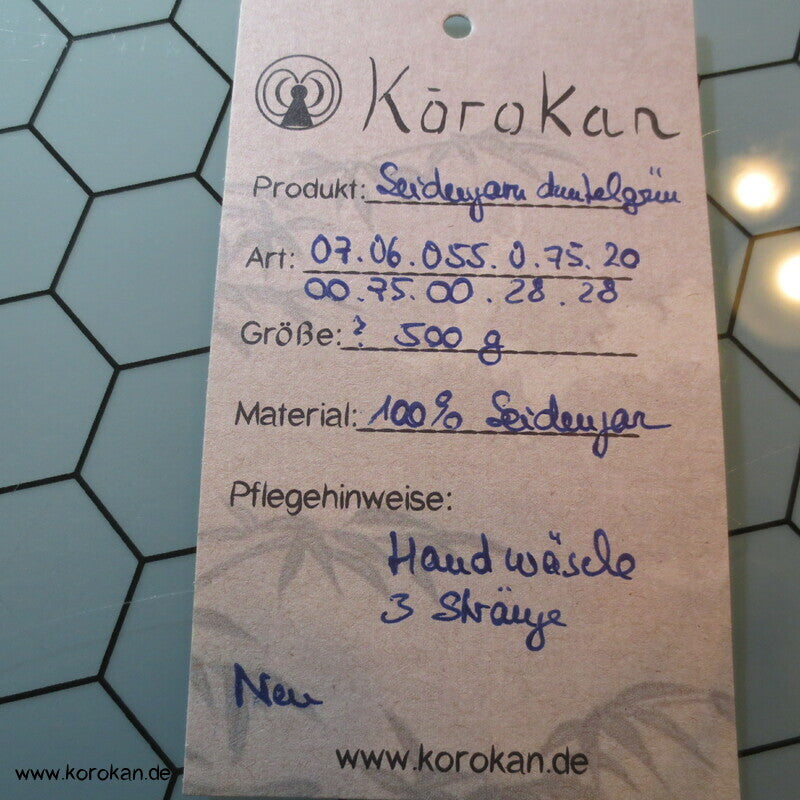 Kōrokan
Produkt: Seidengarn dunkelgrün
Art: 07.06.055.0.75.20
00.75.00.28.28
Größe: ? 500 g
Material: 100% Seidengar
Pflegehinweise:
Handwäsche
3 Stränge
Neu
www.korokan.de
www.korokan.de